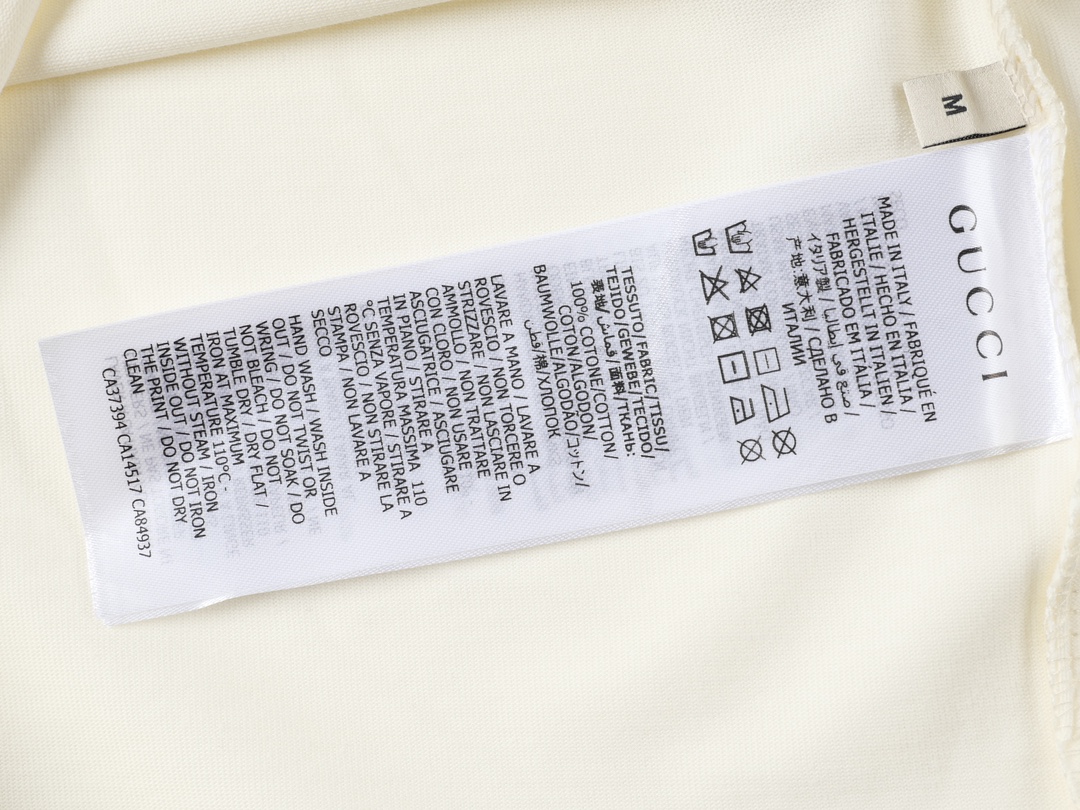 M
GUCCI
MADE IN ITALY / FABRIQUÉ EN
ITALIE / HECHO EN ITALIA /
HERGESTELLT IN ITALIEN /
FABRICADO EM ITALIA /
イタリア製 / صنع في إيطاليا /
产地:意大利 / СДЕЛАНО В
ИТАЛИИ
TESSUTO/FABRIC/TISSU/
TEJIDO/GEWEBE/TECIDO/
表地/قماش/面料/ТКАНЬ:
100% COTONE/COTTON/
COTON/ALGODÓN/
BAUMWOLLE/ALGODÃO/コットン/
قطن/棉/ХЛОПОК
LAVARE A MANO / LAVARE A
ROVESCIO / NON TORCERE O
STRIZZARE / NON LASCIARE IN
AMMOLLO / NON TRATTARE
CON CLORO / NON USARE
ASCIUGATRICE / ASCIUGARE
IN PIANO / STIRARE A
TEMPERATURA MASSIMA 110
°C SENZA VAPORE / STIRARE A
ROVESCIO / NON STIRARE LA
STAMPA / NON LAVARE A
SECCO
HAND WASH / WASH INSIDE
OUT / DO NOT TWIST OR
WRING / DO NOT SOAK / DO
NOT BLEACH / DO NOT
TUMBLE DRY / DRY FLAT /
IRON AT MAXIMUM
TEMPERATURE 110°C -
WITHOUT STEAM / IRON
INSIDE OUT / DO NOT IRON
THE PRINT / DO NOT DRY
CLEAN
CA37394 CA14517 CA84937